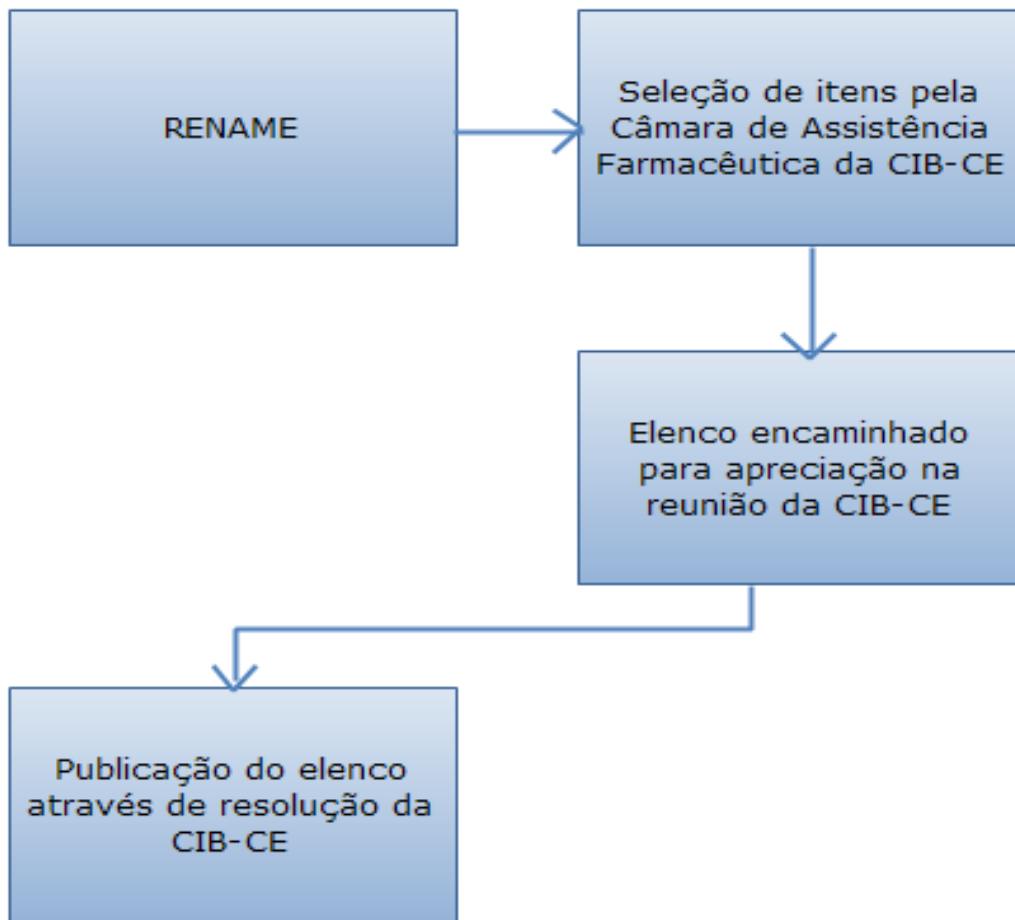 RENAME
Seleção de itens pela
Câmara de Assistência
Farmacêutica da CIB-CE
Elenco encaminhado
para apreciação na
reunião da CIB-CE
Publicação do elenco
através de resolução da
CIB-CE